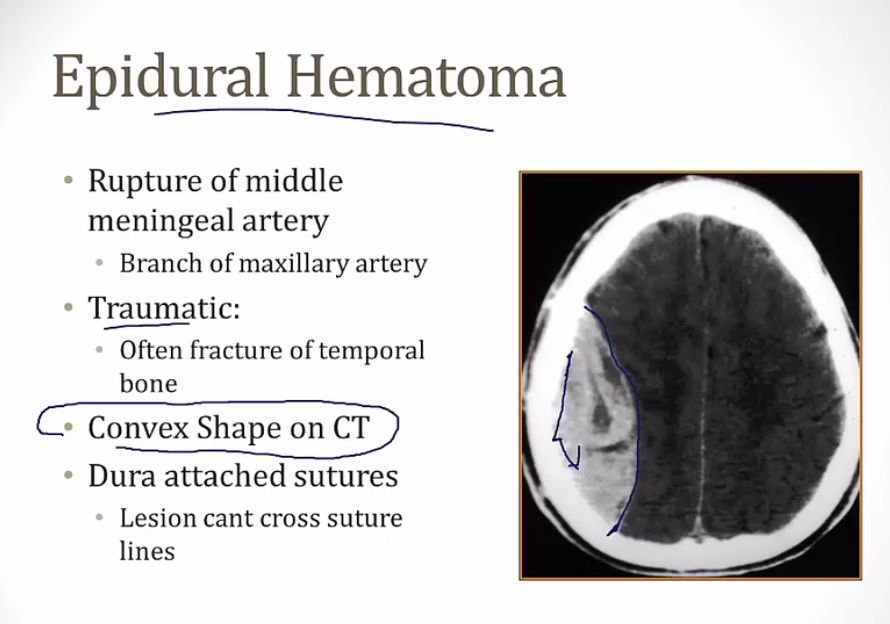 Epidural Hematoma
• Rupture of middle
meningeal artery
• Branch of maxillary artery
• Traumatic:
• Often fracture of temporal
bone
• Convex Shape on CT
• Dura attached sutures
• Lesion cant cross suture
lines